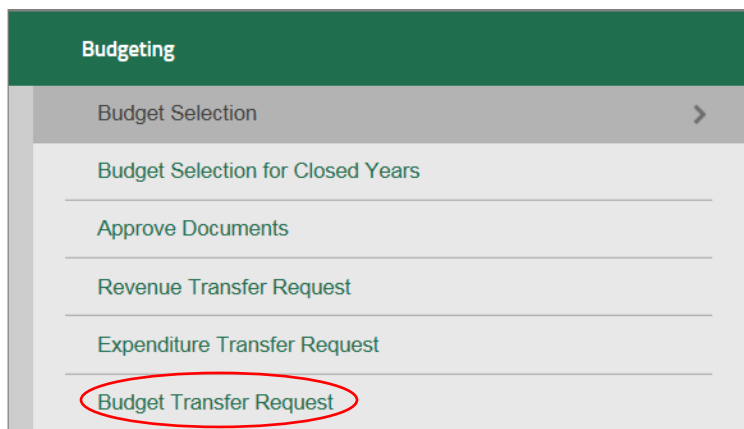 Budgeting
Budget Selection
Budget Selection for Closed Years
Approve Documents
Revenue Transfer Request
Expenditure Transfer Request
Budget Transfer Request